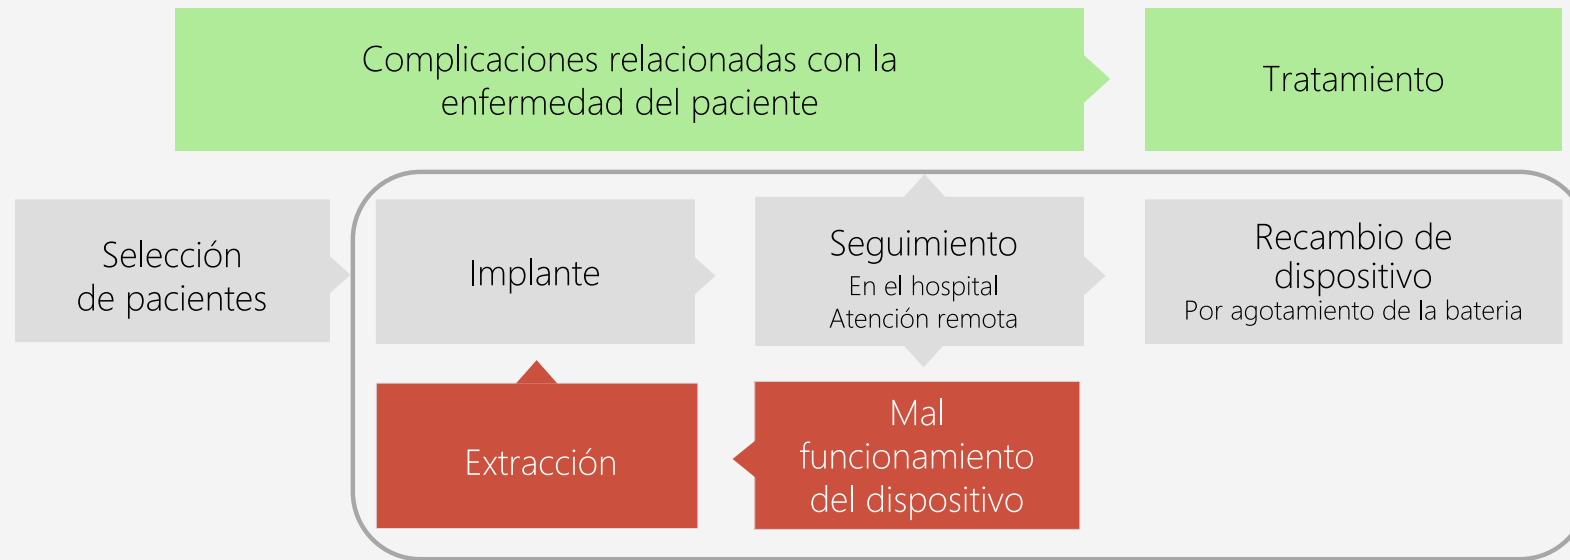 Complicaciones relacionadas con la
enfermedad del paciente
Tratamiento
Selección
de pacientes
Implante
Seguimiento
En el hospital
Atención remota
Recambio de
dispositivo
Por agotamiento de la bateria
Extracción
Mal
funcionamiento
del dispositivo